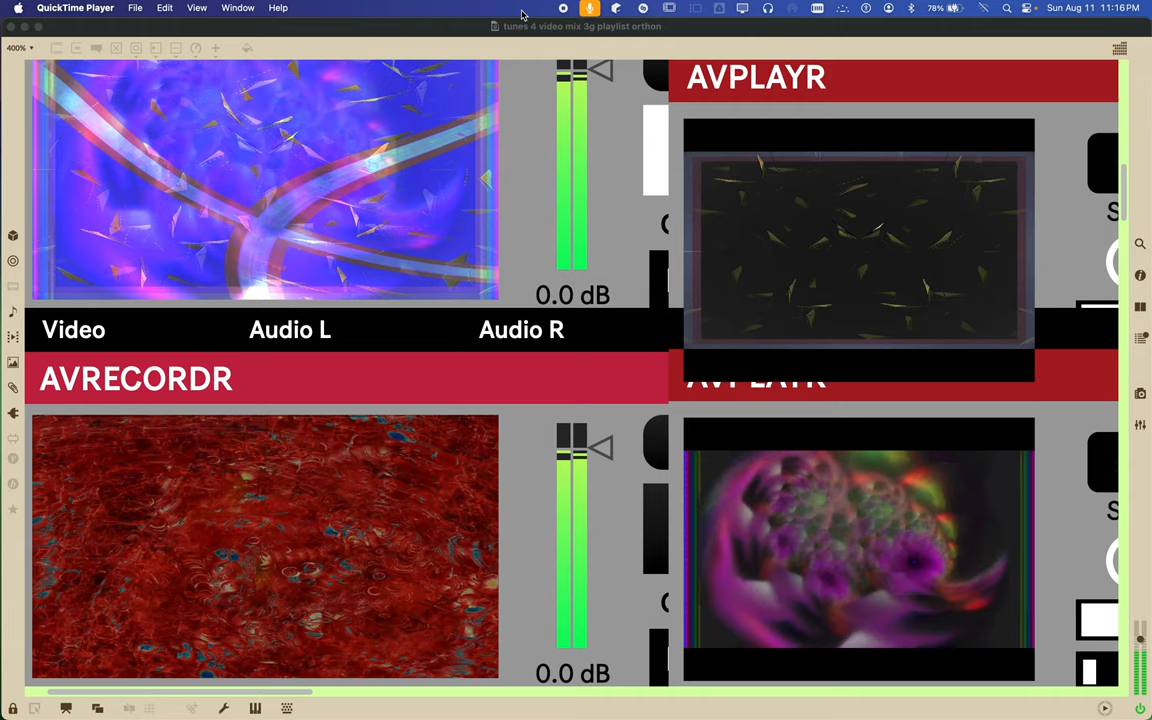 QuickTime Player File Edit View Window Help 78% Sun Aug 11 11:16 PM
tunes 4 video mix 3g playlist orthon
400%
AVPLAYR
S
0.0 dB
Video Audio L Audio R
AVRECORDR
AVPLAYR
S
0.0 dB